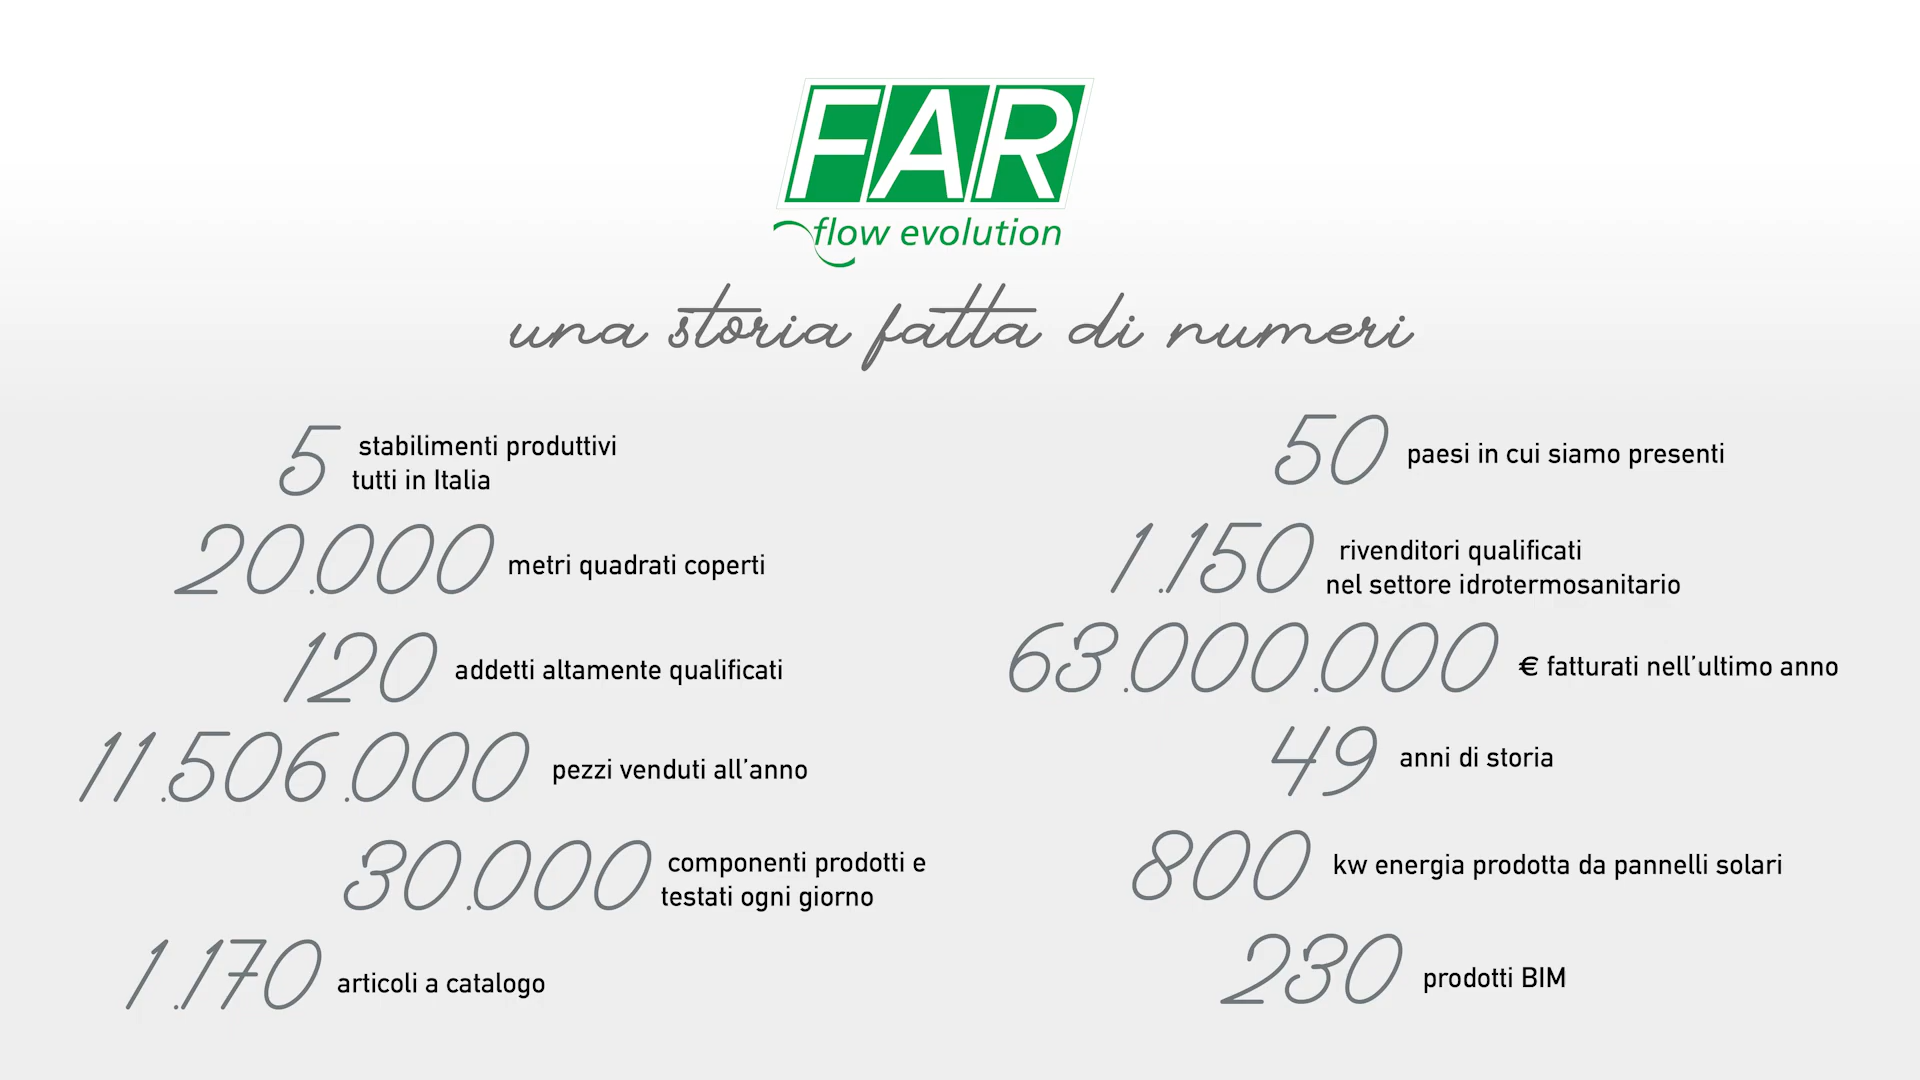 FAR
flow evolution
una storia fatta di numeri
5 stabilimenti produttivi
tutti in Italia
20.000 metri quadrati coperti
120 addetti altamente qualificati
11.506.000 pezzi venduti all’anno
30.000 componenti prodotti e
testati ogni giorno
1.170 articoli a catalogo
50 paesi in cui siamo presenti
1.150 rivenditori qualificati
nel settore idrotermosanitario
63.000.000 € fatturati nell’ultimo anno
49 anni di storia
800 kw energia prodotta da pannelli solari
230 prodotti BIM